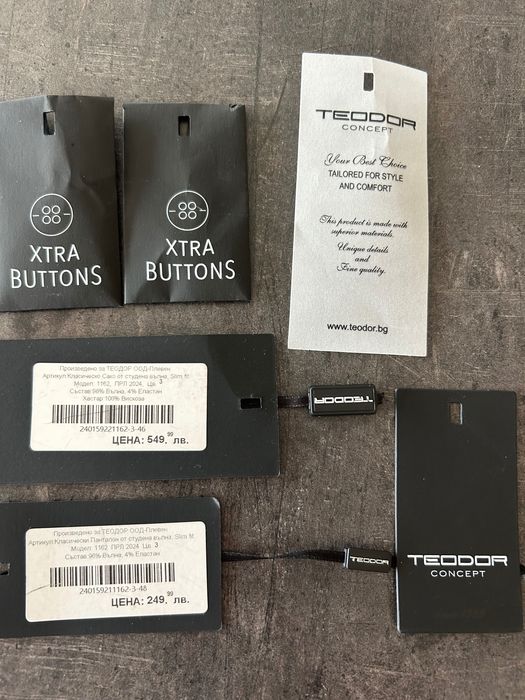 XTRA
BUTTONS
XTRA
BUTTONS
TEODOR
CONCEPT
Your Best Choice
TAILORED FOR STYLE
AND COMFORT
This product is made with
superior materials.
Unique details
and
Fine quality.
www.teodor.bg
Произведено за ТЕОДОР ООД-Плевен
Артикул:Класическо Сако от студена вълна, Slim fit
Модел: 1162, ПРЛ 2024, Цв. 3
Състав 96% Вълна, 4% Еластан
Хастар 100% Вискоза
240159221162-3-46
ЦЕНА: 549,99 лв.
TEODOR
Произведено за ТЕОДОР ООД-Плевен
Артикул:Класически Панталон от студена вълна, Slim fit
Модел: 1162, ПРЛ 2024, Цв. 3
Състав 96% Вълна, 4% Еластан
240159211162-3-48
ЦЕНА: 249,99 лв.
TEODOR
TEODOR
CONCEPT